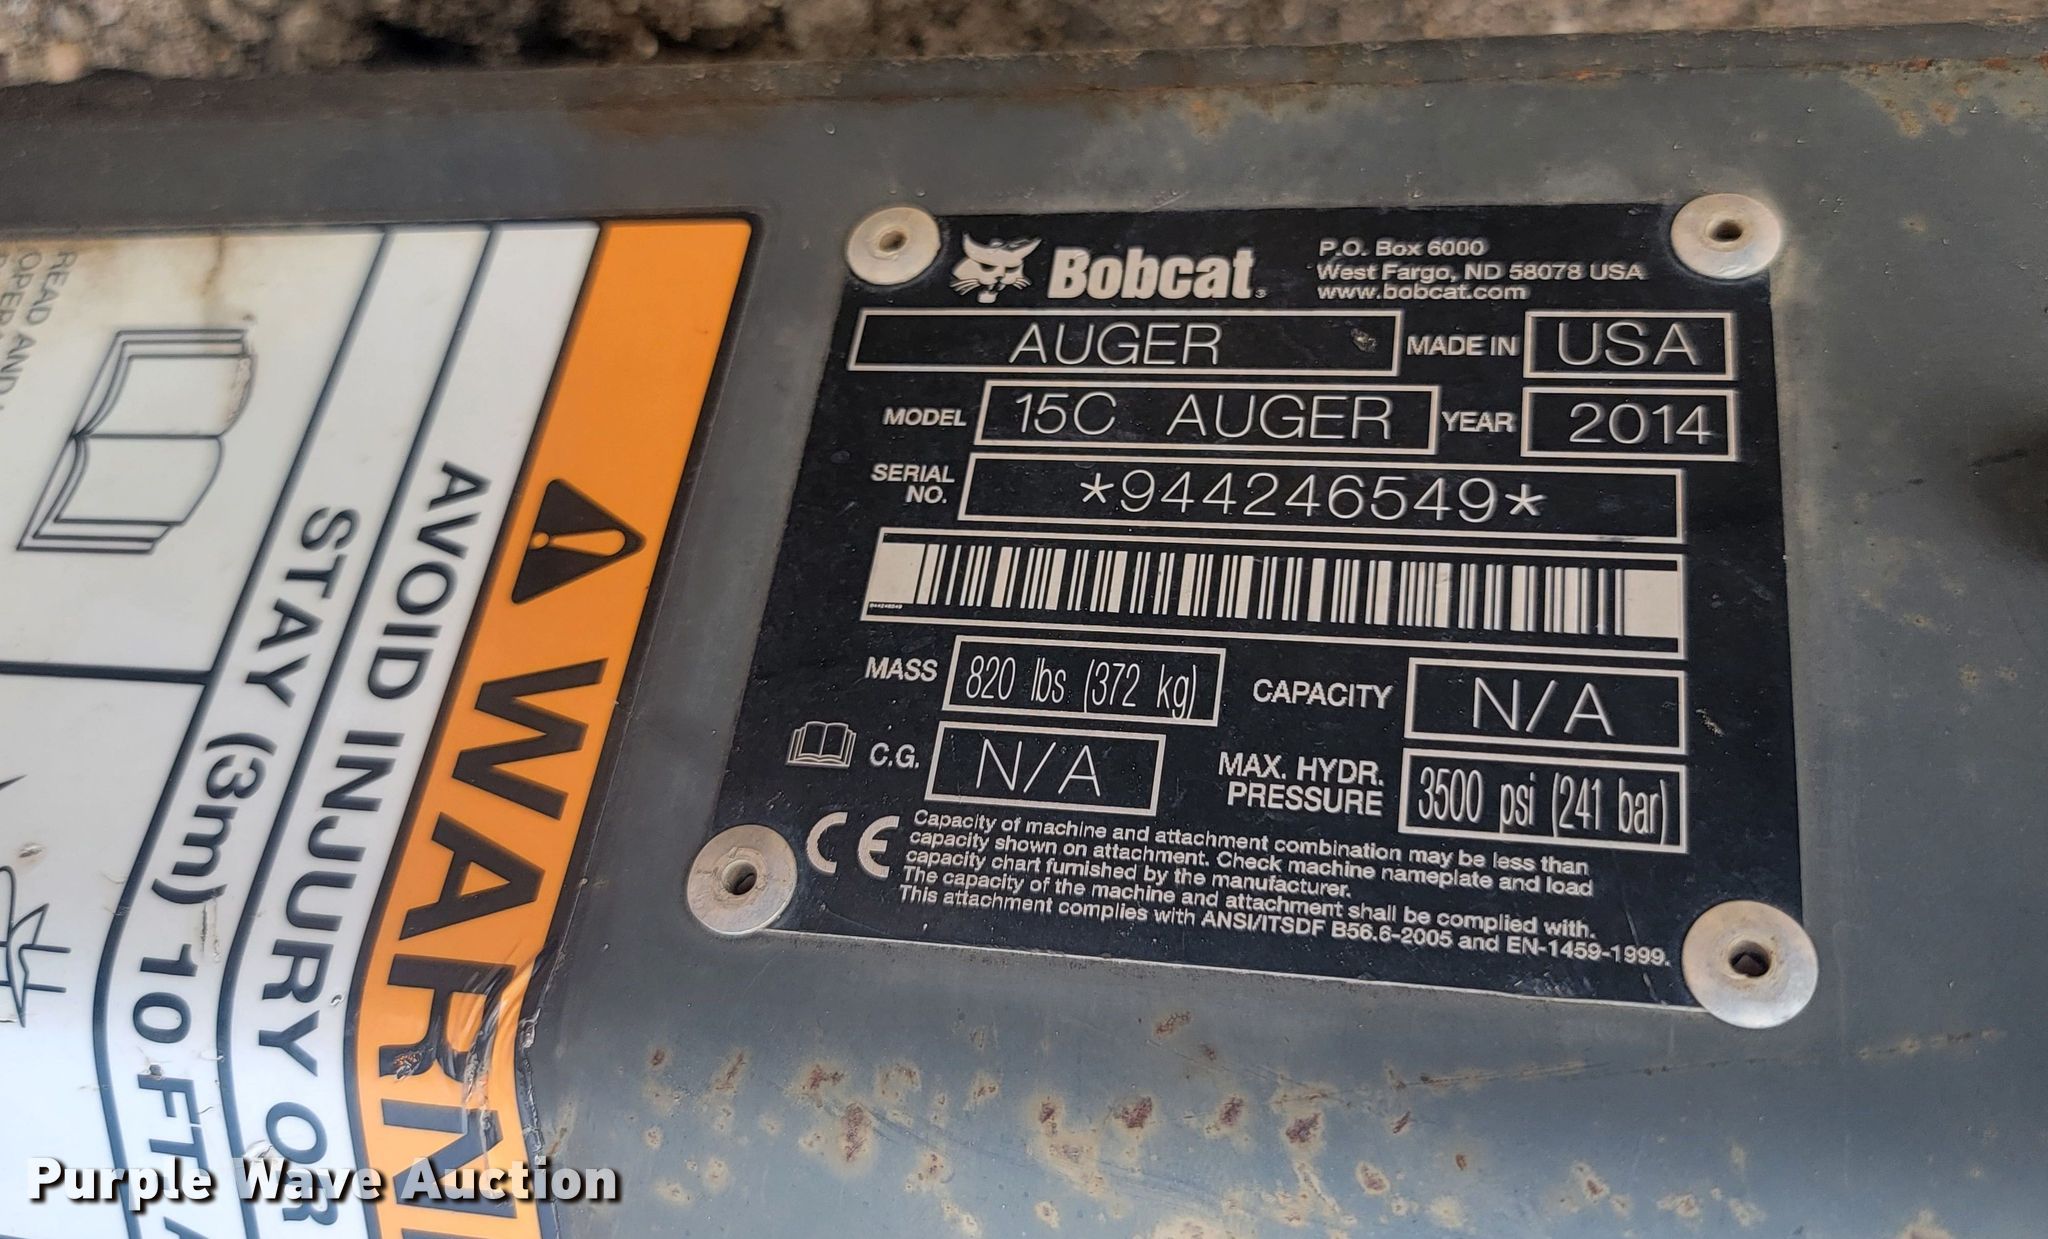 Bobcat
P.O. Box 6000
West Fargo, ND 58078 USA
www.bobcat.com
AUGER MADE IN USA
MODEL 15C AUGER YEAR 2014
SERIAL NO. *944246549*
944246549
MASS 820 lbs (372 kg) CAPACITY N/A
C.G. N/A MAX. HYDR. PRESSURE 3500 psi (241 bar)
CE
Capacity of machine and attachment combination may be less than
capacity shown on attachment. Check machine nameplate and load
capacity chart furnished by the manufacturer.
The capacity of the machine and attachment shall be complied with.
This attachment complies with ANSI/ITSDF B56.6-2005 and EN-1459-1999.
WARN
AVOID INJURY OR
STAY (3m) 10 FT
READ AND
Purple Wave Auction